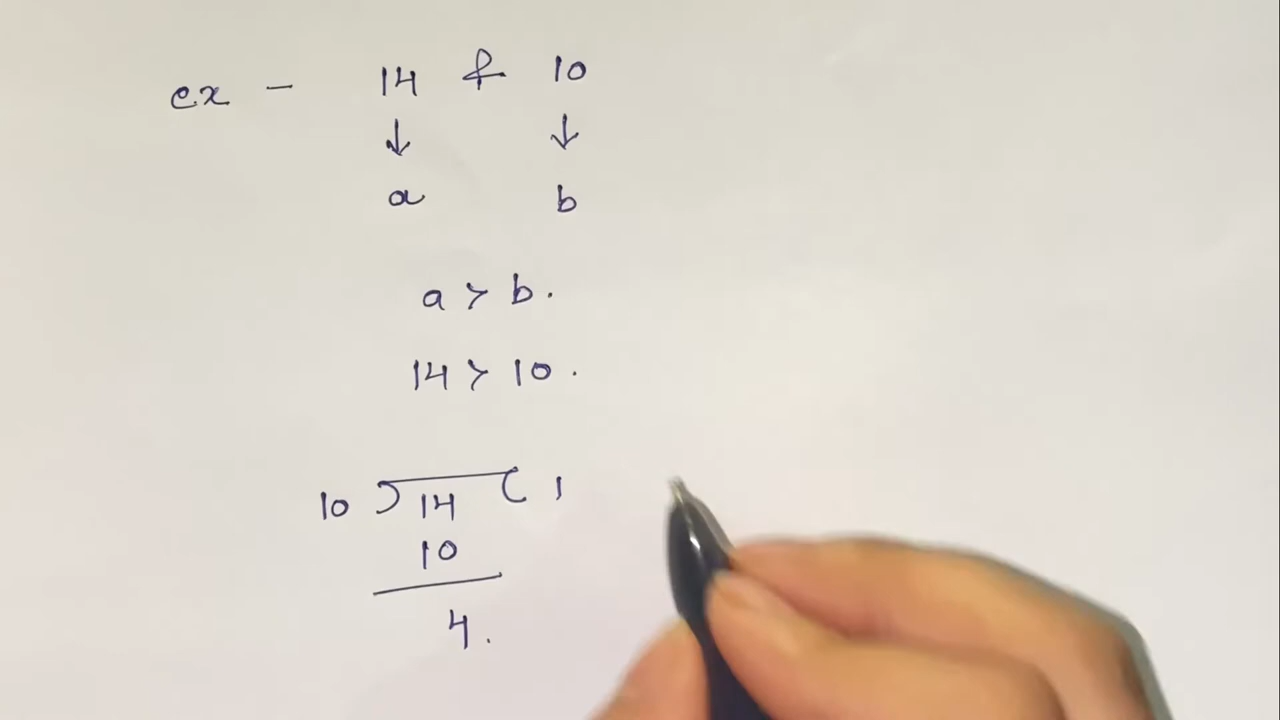 ex - 14 & 10
↓ ↓
a b
a > b.
14 > 10.
10 ) 14 ( 1
10
4.